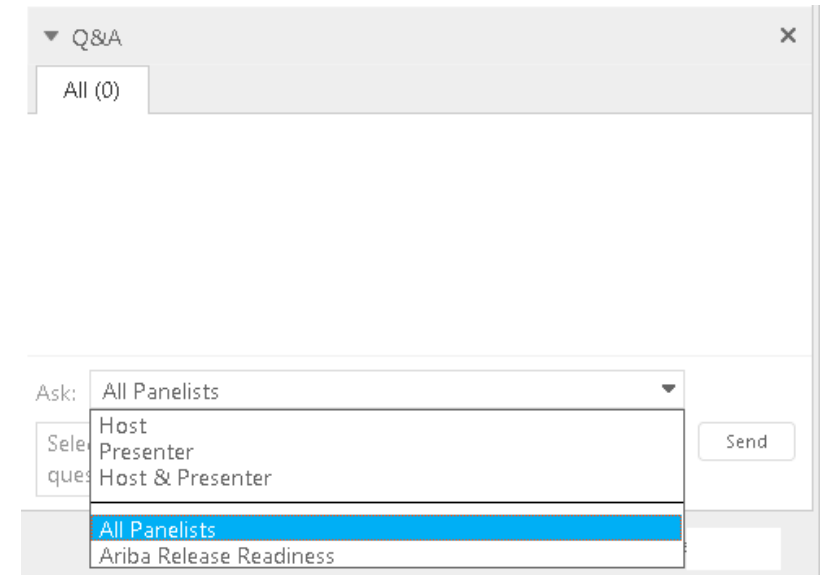 Q&A
All (0)
Ask: All Panelists
Host
Presenter
Host & Presenter
Send
All Panelists
Ariba Release Readiness